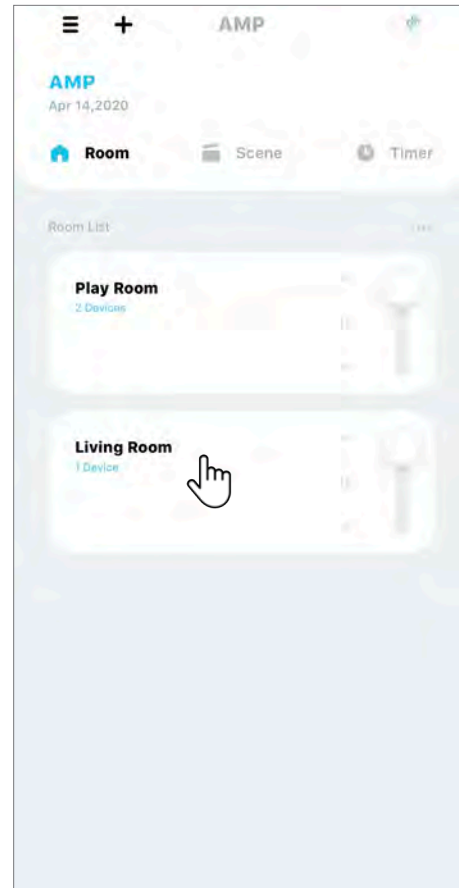 AMP
AMP
Apr 14,2020
Room Scene Timer
Room List
Play Room
2 Devices
Living Room
1 Device